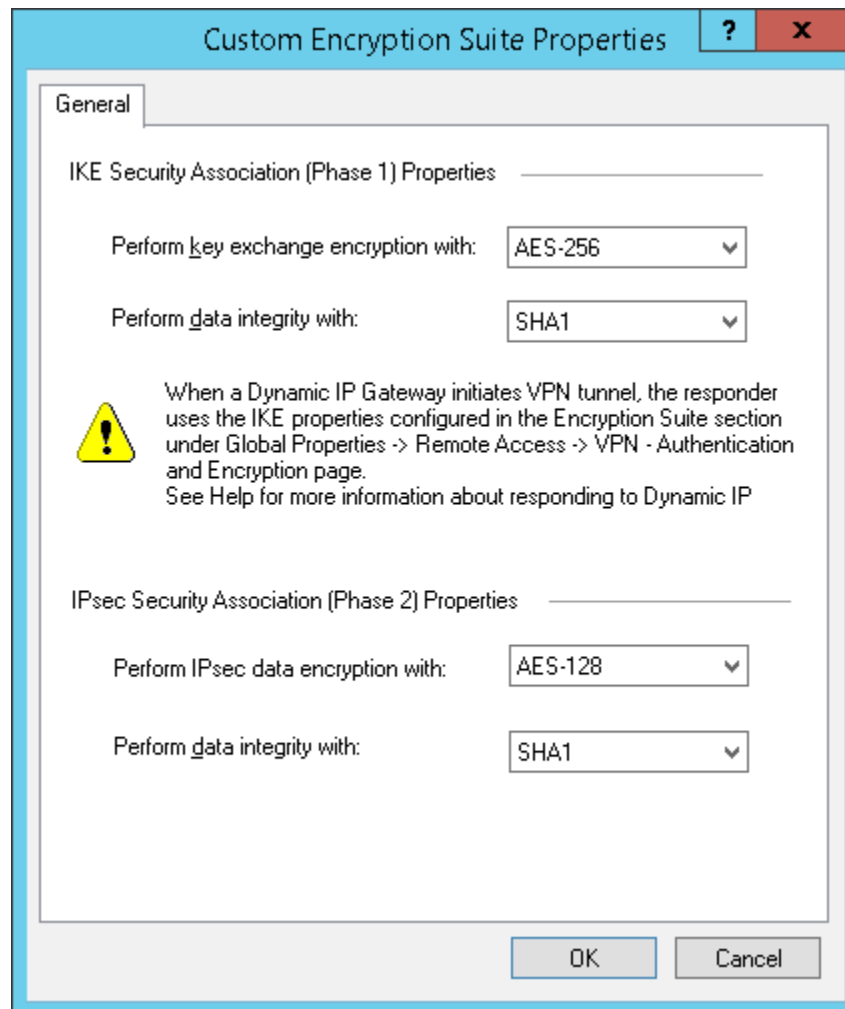 Custom Encryption Suite Properties
?
x
General
IKE Security Association (Phase 1) Properties
Perform key exchange encryption with:
AES-256
Perform data integrity with:
SHA1
When a Dynamic IP Gateway initiates VPN tunnel, the responder
uses the IKE properties configured in the Encryption Suite section
under Global Properties -> Remote Access -> VPN - Authentication
and Encryption page.
See Help for more information about responding to Dynamic IP
IPsec Security Association (Phase 2) Properties
Perform IPsec data encryption with:
AES-128
Perform data integrity with:
SHA1
OK
Cancel